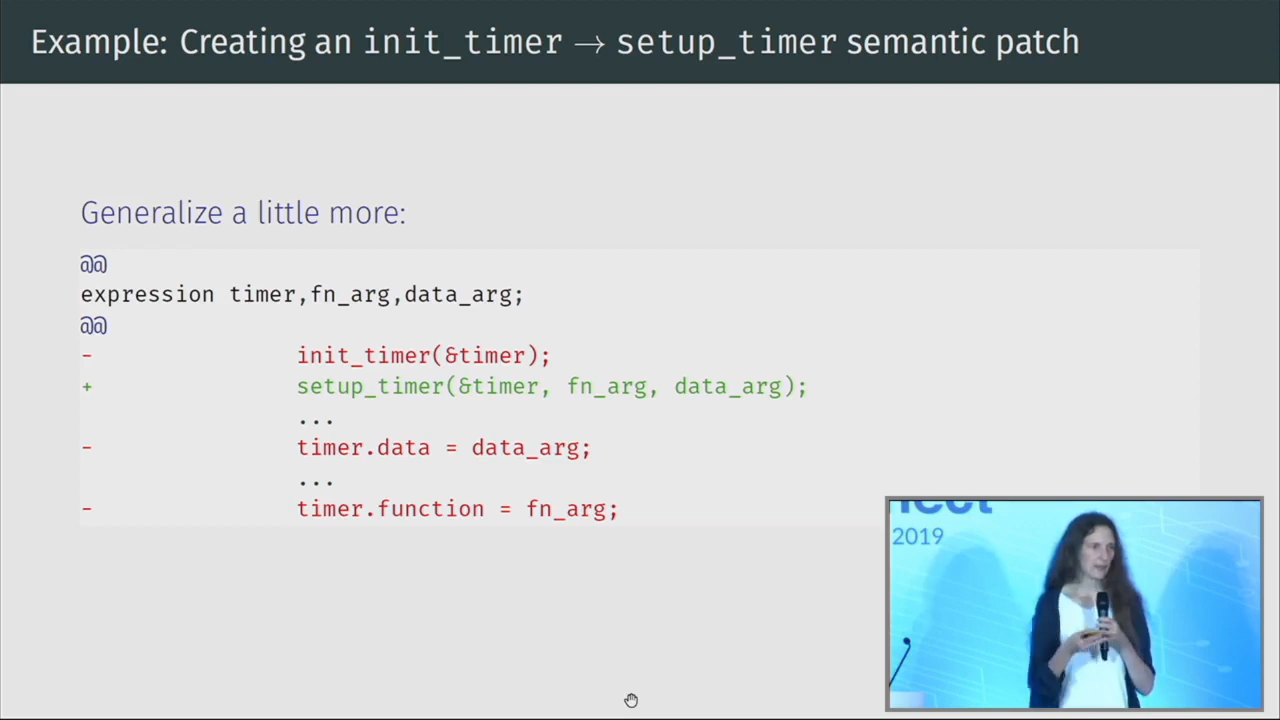 Example: Creating an init_timer → setup_timer semantic patch
Generalize a little more:
@@
expression timer,fn_arg,data_arg;
@@
- init_timer(&timer);
+ setup_timer(&timer, fn_arg, data_arg);
...
- timer.data = data_arg;
...
- timer.function = fn_arg;
2019